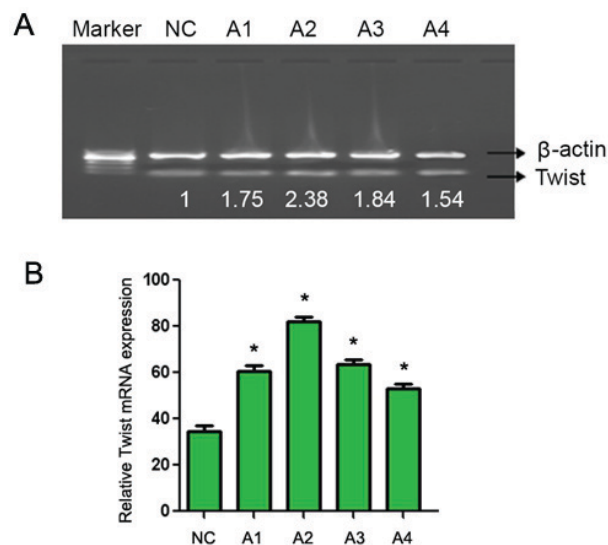 A
Marker NC A1 A2 A3 A4
β-actin
Twist
1 1.75 2.38 1.84 1.54
B
Relative Twist mRNA expression
100
80
60
40
20
0
* * * * 
NC A1 A2 A3 A4